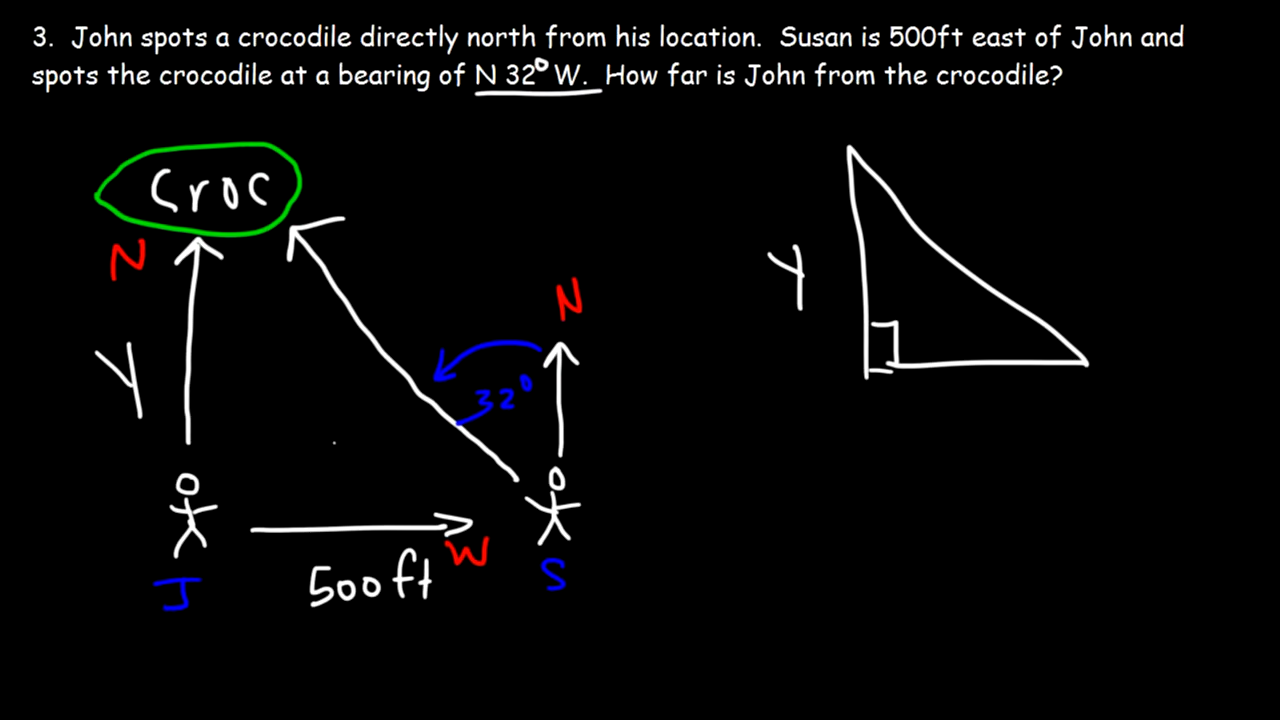 3. John spots a crocodile directly north from his location. Susan is 500ft east of John and
spots the crocodile at a bearing of N 32° W. How far is John from the crocodile?
Croc
N
N
Y
Y
32°
500ft
W
J
S